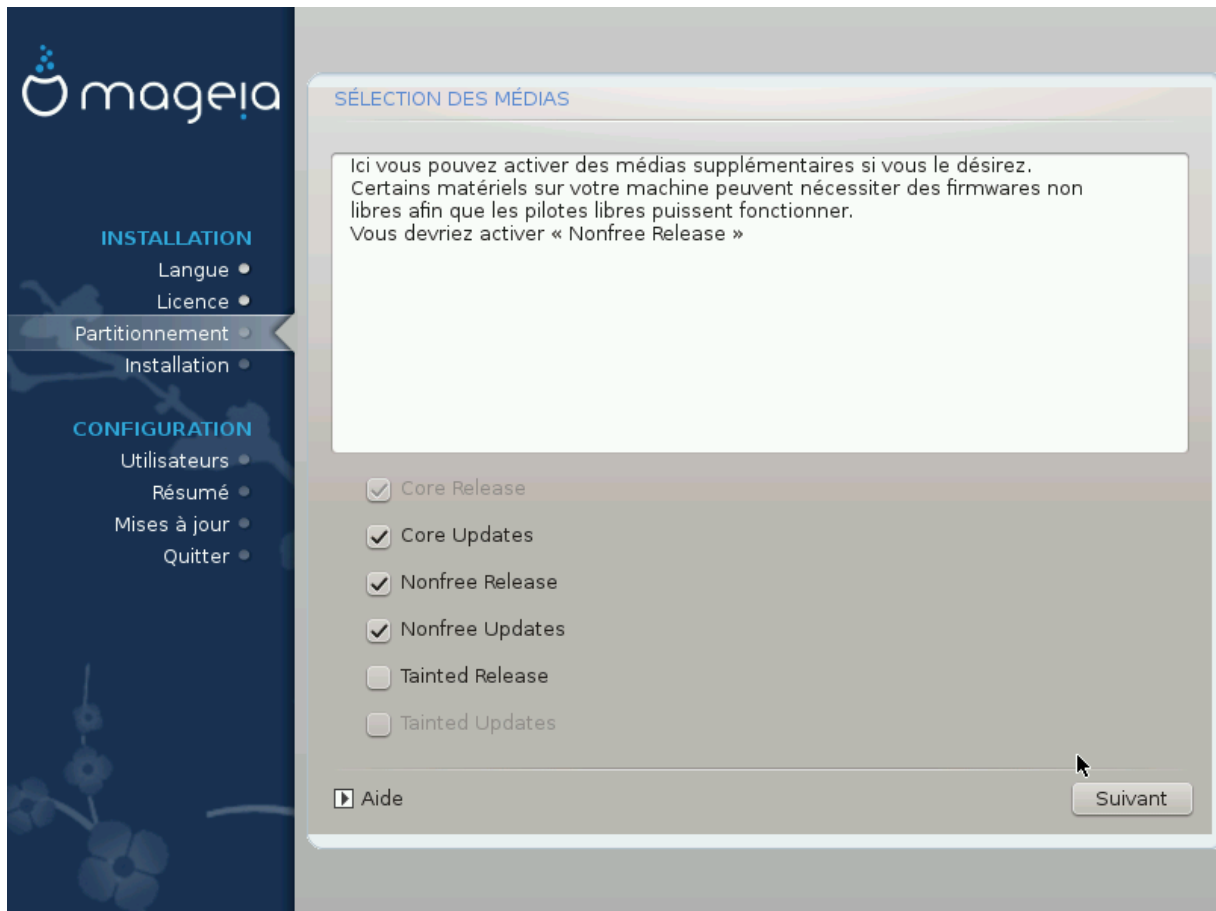 mageia
INSTALLATION
Langue
Licence
Partitionnement
Installation
CONFIGURATION
Utilisateurs
Résumé
Mises à jour
Quitter
SÉLECTION DES MÉDIAS
Ici vous pouvez activer des médias supplémentaires si vous le désirez.
Certains matériels sur votre machine peuvent nécessiter des firmwares non
libres afin que les pilotes libres puissent fonctionner.
Vous devriez activer « Nonfree Release »
Core Release
Core Updates
Nonfree Release
Nonfree Updates
Tainted Release
Tainted Updates
Aide
Suivant